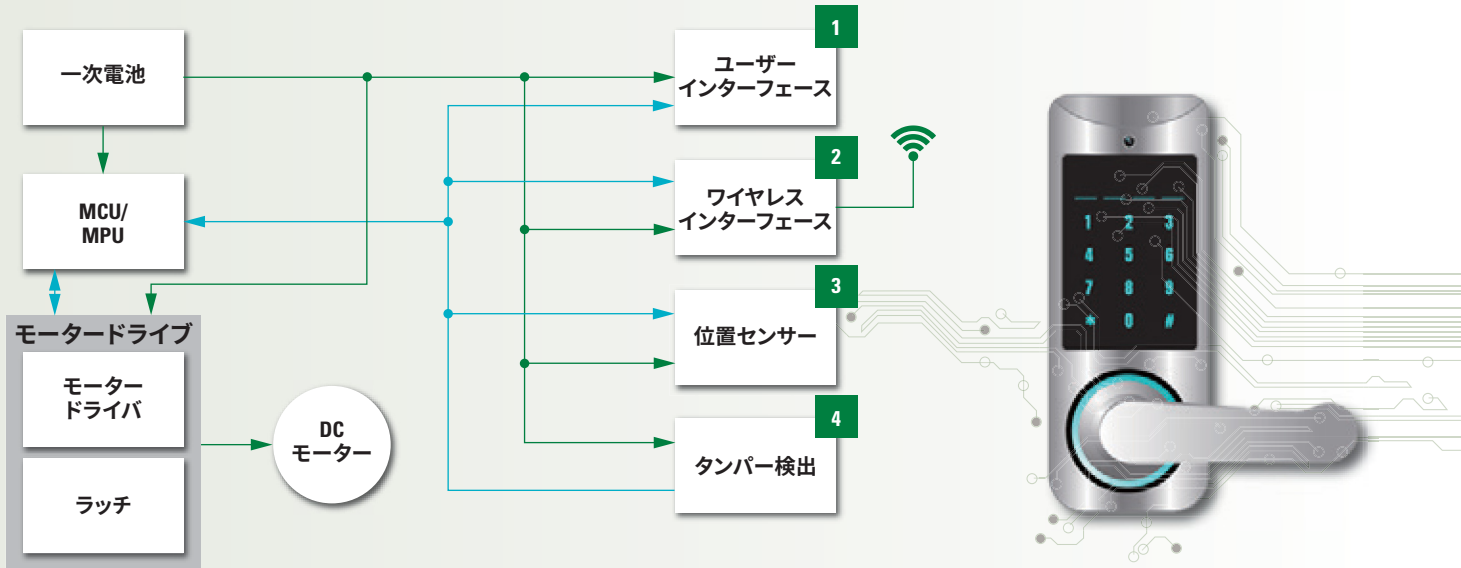 一次電池
MCU/
MPU
モータードライブ
モーター
ドライバ
ラッチ
DC
モーター
1
ユーザー
インターフェース
2
ワイヤレス
インターフェース
3
位置センサー
4
タンパー検出
1 2 3
4 5 6
7 8 9
* 0 #